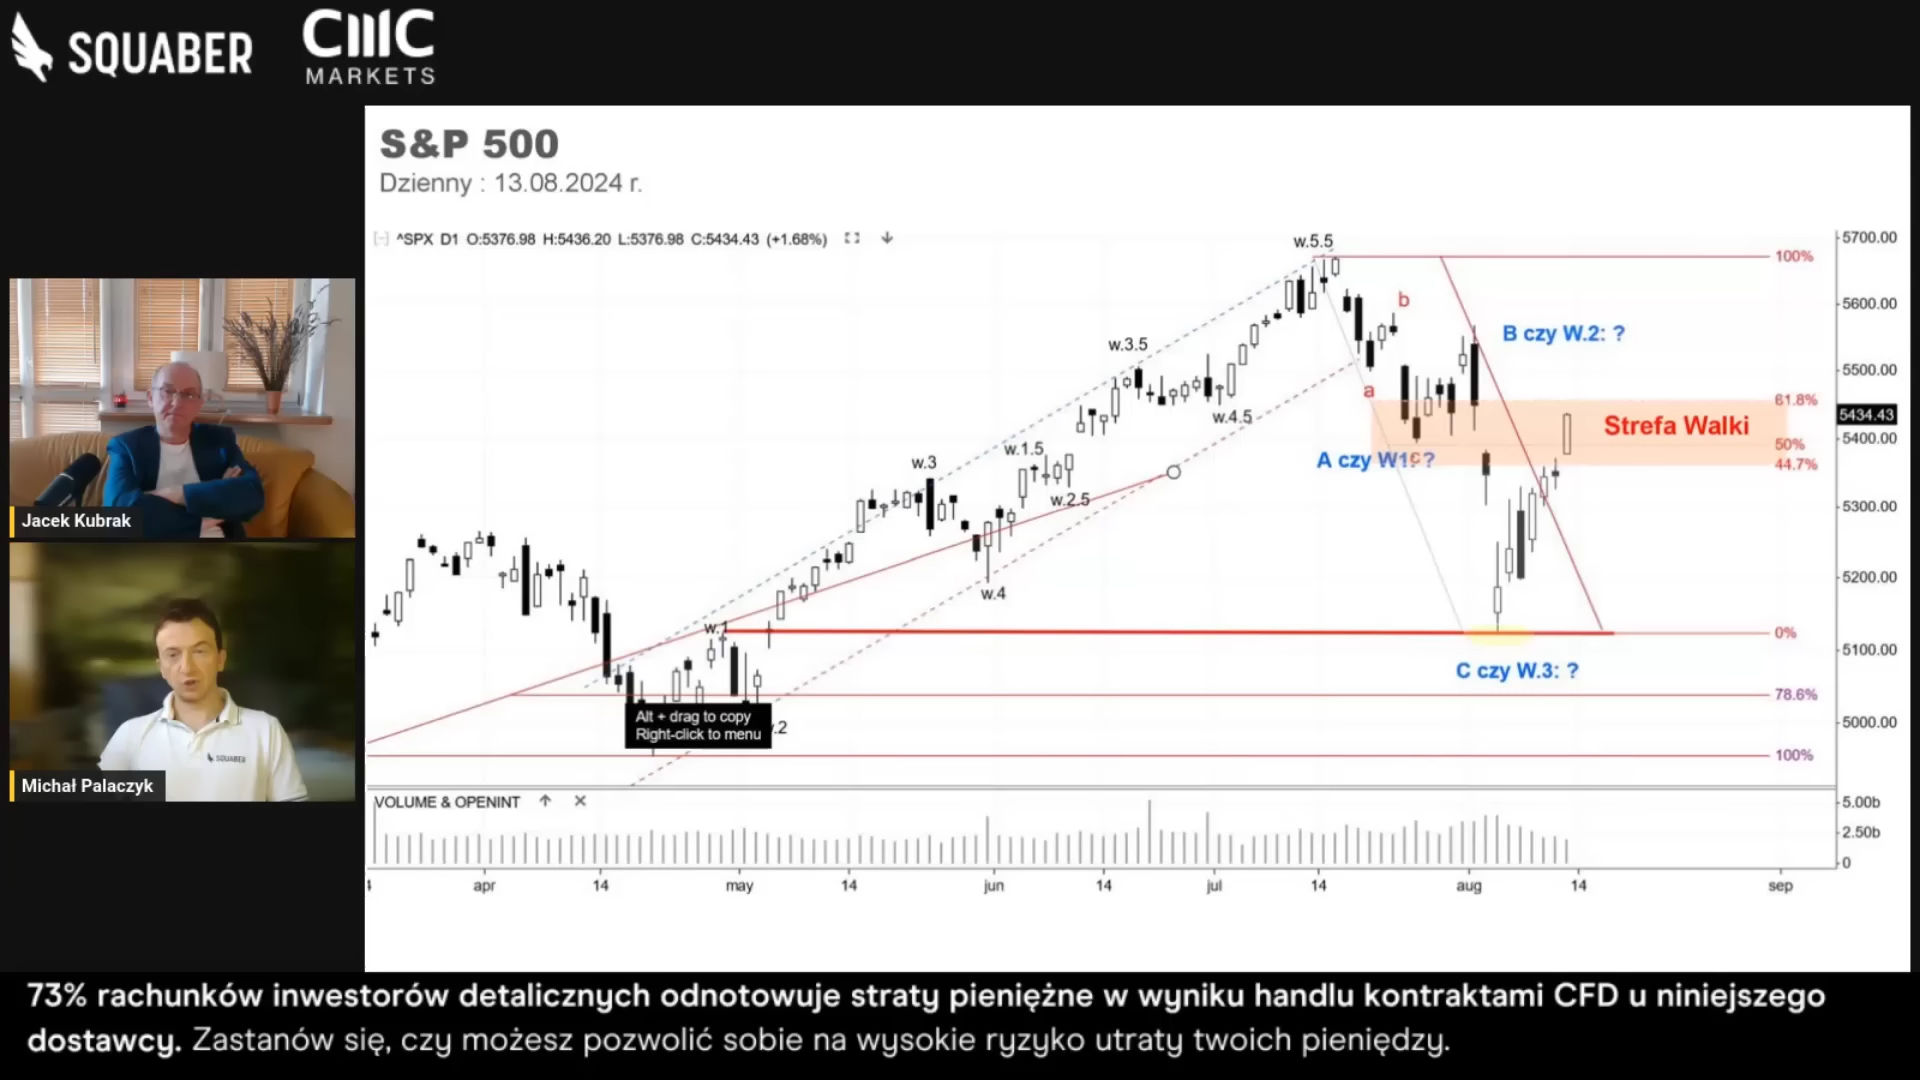 SQUABER
CMC
MARKETS
S&P 500
Dzienny : 13.08.2024 r.
^SPX D1 O:5376.98 H:5436.20 L:5376.98 C:5434.43 (+1.68%)
w.5.5
5700.00
100%
b
5600.00
B czy W.2: ?
w.3.5
5500.00
a
61.8%
w.4.5
5434.43
Strefa Walki
5400.00
50%
w.1.5
A czy W1: ?
c
44.7%
w.3
w.2.5
5300.00
5200.00
w.4
w.1
0%
5100.00
C czy W.3: ?
78.6%
Alt + drag to copy
Right-click to menu
.2
5000.00
100%
VOLUME & OPENINT
5.00b
2.50b
0
4 apr 14 may 14 jun 14 jul 14 aug 14 sep
Jacek Kubrak
SQUABER
Michał Palaczyk
73% rachunków inwestorów detalicznych odnotowuje straty pieniężne w wyniku handlu kontraktami CFD u niniejszego
dostawcy. Zastanów się, czy możesz pozwolić sobie na wysokie ryzyko utraty twoich pieniędzy.